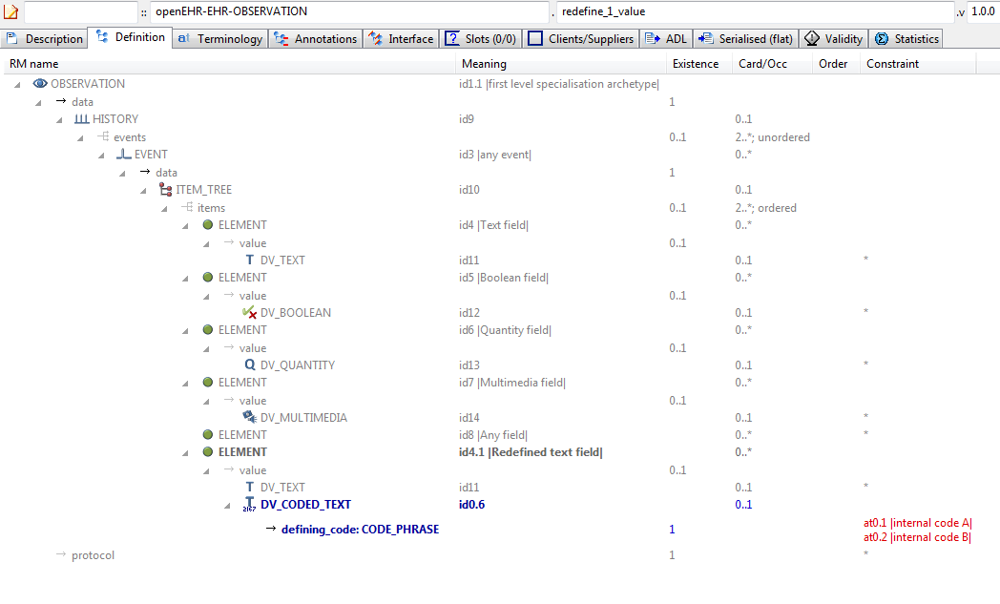 :: openEHR-EHR-OBSERVATION . redefine_1_value .v 1.0.0
Description Definition a t Terminology Annotations Interface ? Slots (0/0) Clients/Suppliers ADL Serialised (flat) Validity Statistics
RM name Meaning Existence Card/Occ Order Constraint
OBSERVATION id1.1 |first level specialisation archetype|
data 1
HISTORY id9 0..1
events 0..1 2..*; unordered
EVENT id3 |any event| 0..*
data 1
ITEM_TREE id10 0..1
items 0..1 2..*; ordered
ELEMENT id4 |Text field| 0..*
value 0..1
T DV_TEXT id11 0..1 *
ELEMENT id5 |Boolean field| 0..*
value 0..1
DV_BOOLEAN id12 0..1 *
ELEMENT id6 |Quantity field| 0..*
value 0..1
Q DV_QUANTITY id13 0..1 *
ELEMENT id7 |Multimedia field| 0..*
value 0..1
DV_MULTIMEDIA id14 0..1 *
ELEMENT id8 |Any field| 0..* *
ELEMENT id4.1 |Redefined text field| 0..*
value 0..1
T DV_TEXT id11 0..1 *
T DV_CODED_TEXT id0.6 0..1
defining_code: CODE_PHRASE 1 at0.1 |internal code A|
at0.2 |internal code B|
protocol 1 *